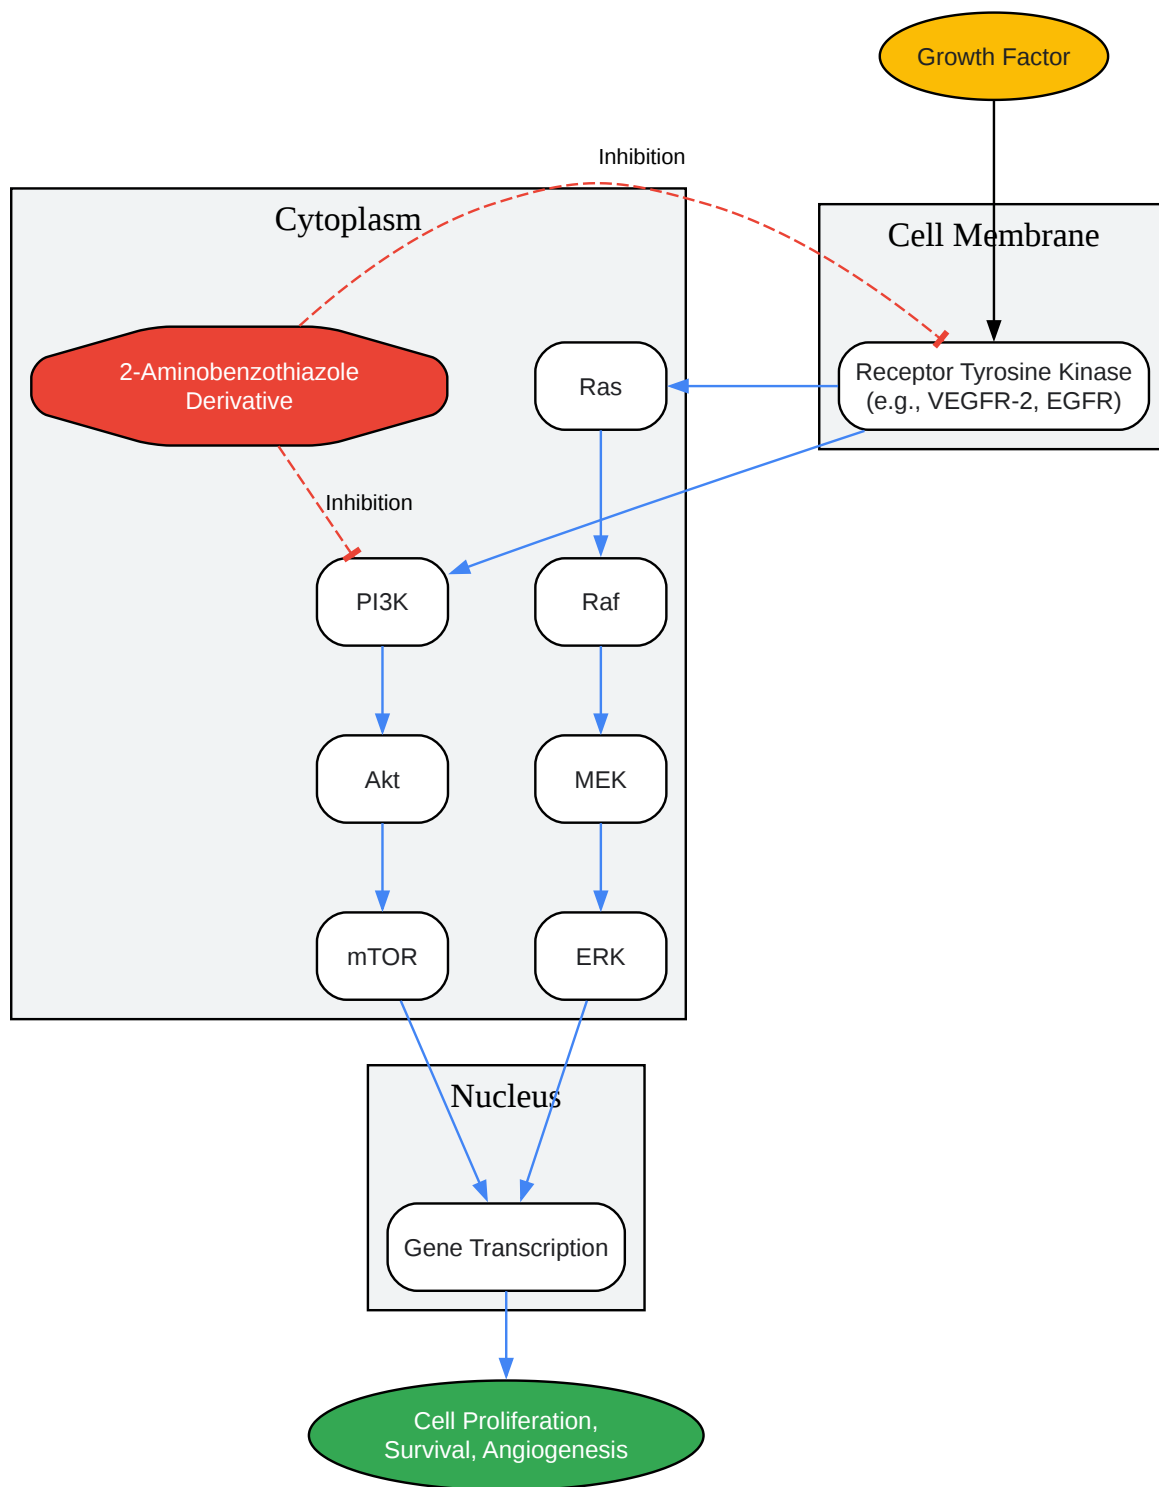 Growth Factor
Inhibition
Cytoplasm
Cell Membrane
2-Aminobenzothiazole
Derivative
Ras
Receptor Tyrosine Kinase
(e.g., VEGFR-2, EGFR)
Inhibition
PI3K
Raf
Akt
MEK
mTOR
ERK
Nucleus
Gene Transcription
Cell Proliferation,
Survival, Angiogenesis